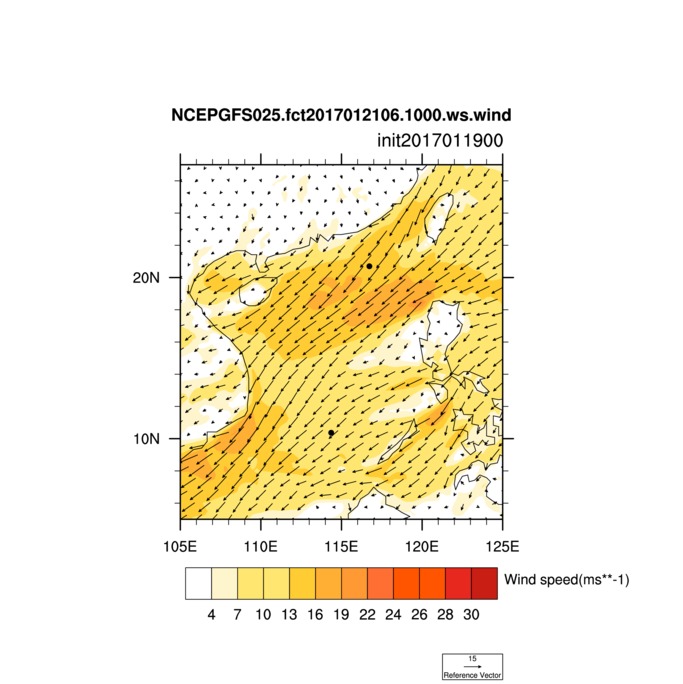 NCEPGFS025.fct2017012106.1000.ws.wind
init2017011900
20N
10N
105E 110E 115E 120E 125E
Wind speed(ms**-1)
4 7 10 13 16 19 22 24 26 28 30
15
Reference Vector